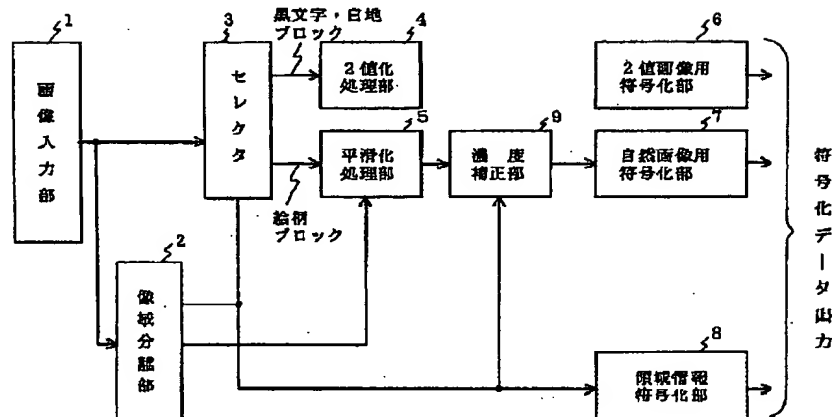 1
画像入力部
2
像域分離部
3
セレクタ
黒文字,白地
ブロック
絵柄
ブロック
4
2値化
処理部
5
平滑化
処理部
9
濃度
補正部
6
2値画像用
符号化部
7
自然画像用
符号化部
8
領域情報
符号化部
符号化データ出力